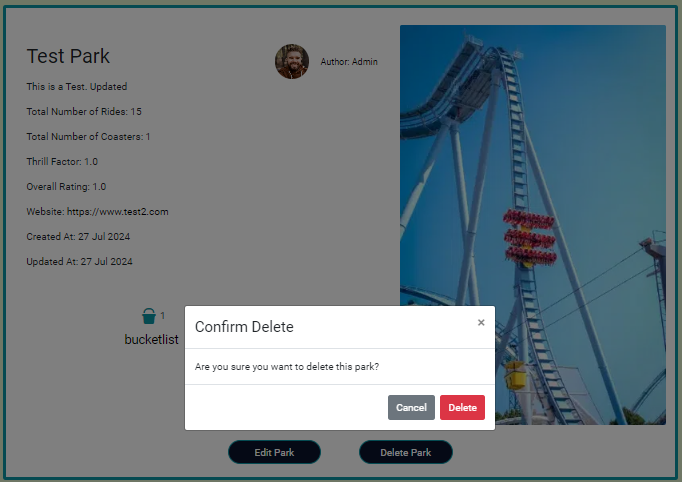 Test Park
Author: Admin
This is a Test. Updated
Total Number of Rides: 15
Total Number of Coasters: 1
Thrill Factor: 1.0
Overall Rating: 1.0
Website: https://www.test2.com
Created At: 27 Jul 2024
Updated At: 27 Jul 2024
1
bucketlist
Confirm Delete ×
Are you sure you want to delete this park?
Cancel Delete
Edit Park Delete Park